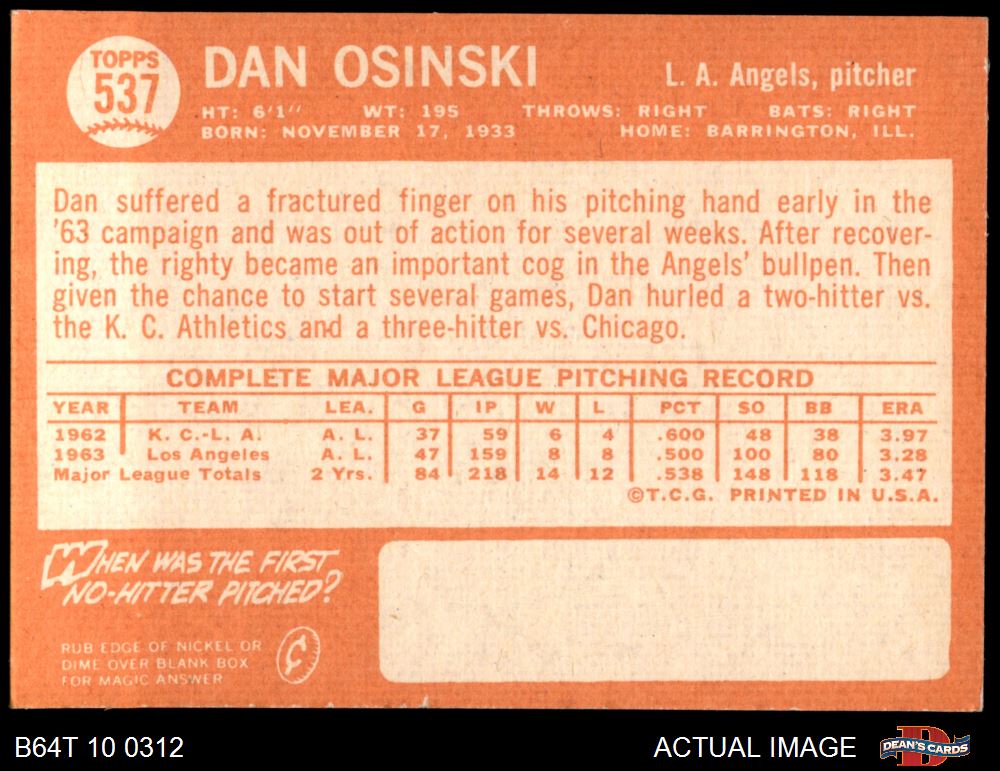 TOPPS
537
DAN OSINSKI
L. A. Angels, pitcher
HT: 6'1" WT: 195 THROWS: RIGHT BATS: RIGHT
BORN: NOVEMBER 17, 1933 HOME: BARRINGTON, ILL.
Dan suffered a fractured finger on his pitching hand early in the
'63 campaign and was out of action for several weeks. After recover-
ing, the righty became an important cog in the Angels' bullpen. Then
given the chance to start several games, Dan hurled a two-hitter vs.
the K. C. Athletics and a three-hitter vs. Chicago.
COMPLETE MAJOR LEAGUE PITCHING RECORD
YEAR TEAM LEA. G IP W L PCT SO BB ERA
1962 K. C.-L. A. A. L. 37 59 6 4 .600 48 38 3.97
1963 Los Angeles A. L. 47 159 8 8 .500 100 80 3.28
Major League Totals 2 Yrs. 84 218 14 12 .538 148 118 3.47
©T.C.G. PRINTED IN U.S.A.
WHEN WAS THE FIRST
NO-HITTER PITCHED?
RUB EDGE OF NICKEL OR
DIME OVER BLANK BOX
FOR MAGIC ANSWER
¢
B64T 10 0312
ACTUAL IMAGE
D
DEAN'S CARDS